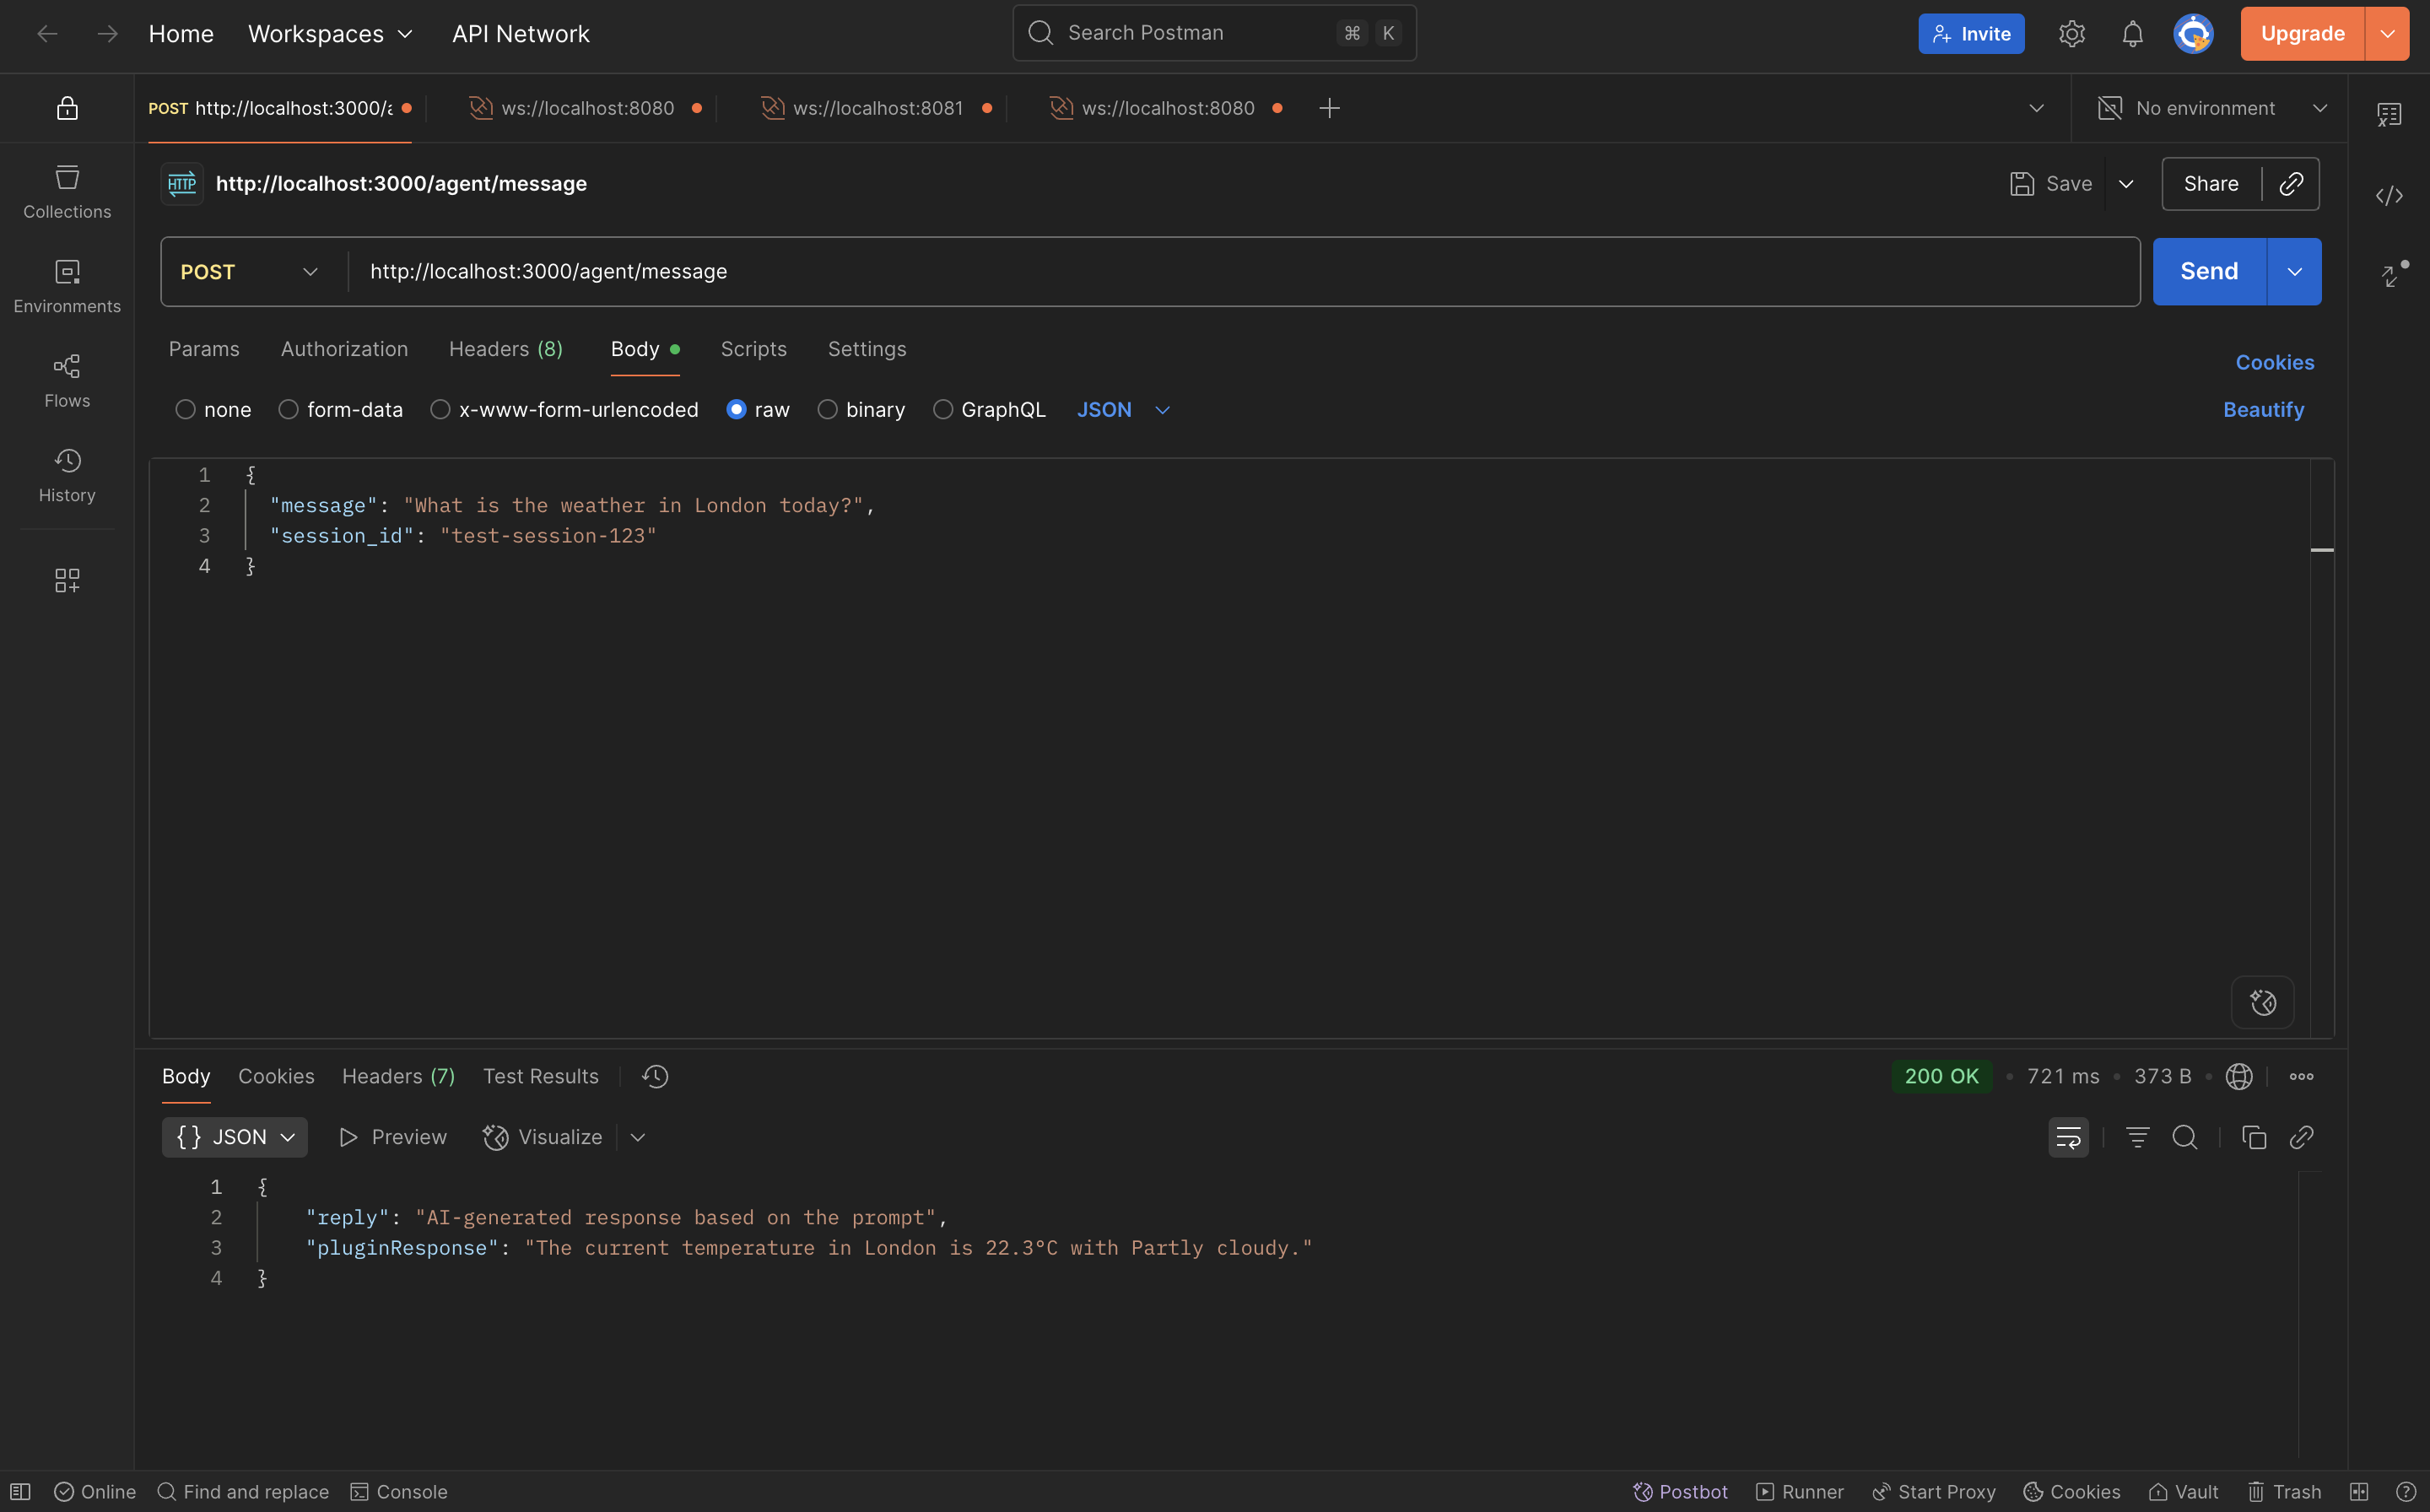 Home Workspaces API Network Search Postman ⌘ K Invite Upgrade
POST http://localhost:3000/a ws://localhost:8080 ws://localhost:8081 ws://localhost:8080 No environment
HTTP http://localhost:3000/agent/message Save Share
POST http://localhost:3000/agent/message Send
Collections
Environments
Flows
History
Params Authorization Headers (8) Body Scripts Settings Cookies
none form-data x-www-form-urlencoded raw binary GraphQL JSON Beautify
1 {
2 "message": "What is the weather in London today?",
3 "session_id": "test-session-123"
4 }
Body Cookies Headers (7) Test Results 200 OK • 721 ms • 373 B •
{ } JSON Preview Visualize
1 {
2 "reply": "AI-generated response based on the prompt",
3 "pluginResponse": "The current temperature in London is 22.3°C with Partly cloudy."
4 }
Online Find and replace Console Postbot Runner Start Proxy Cookies Vault Trash